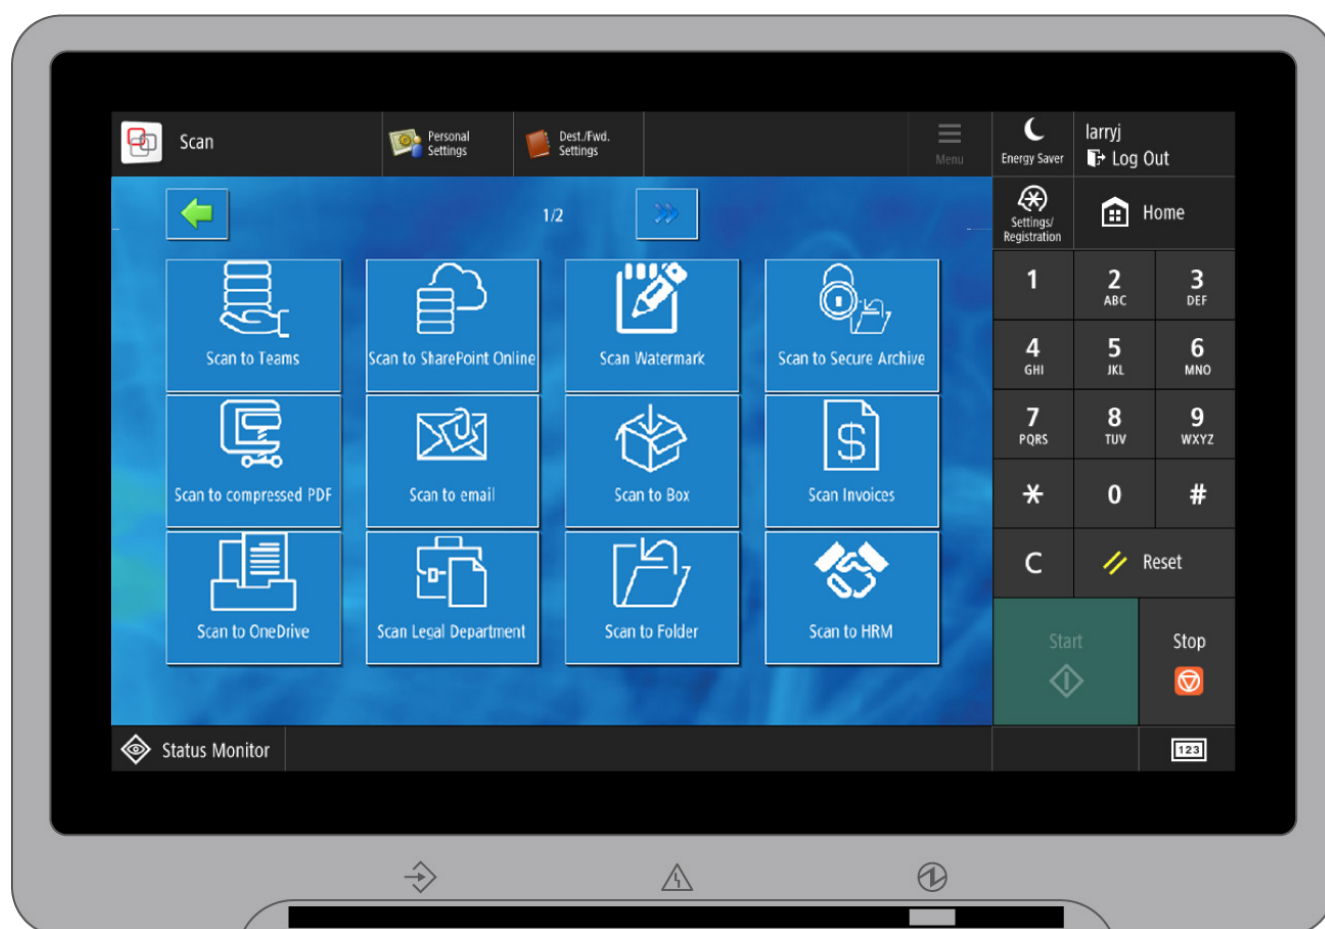 Scan
Personal
Settings
Dest./Fwd.
Settings
Menu
Energy Saver
larryj
Log Out
1/2
Settings/
Registration
Home
Scan to Teams
Scan to SharePoint Online
Scan Watermark
Scan to Secure Archive
Scan to compressed PDF
Scan to email
Scan to Box
Scan Invoices
Scan to OneDrive
Scan Legal Department
Scan to Folder
Scan to HRM
1 2 3
ABC DEF
4 5 6
GHI JKL MNO
7 8 9
PQRS TUV WXYZ
* 0 #
C Reset
Start Stop
Status Monitor
123